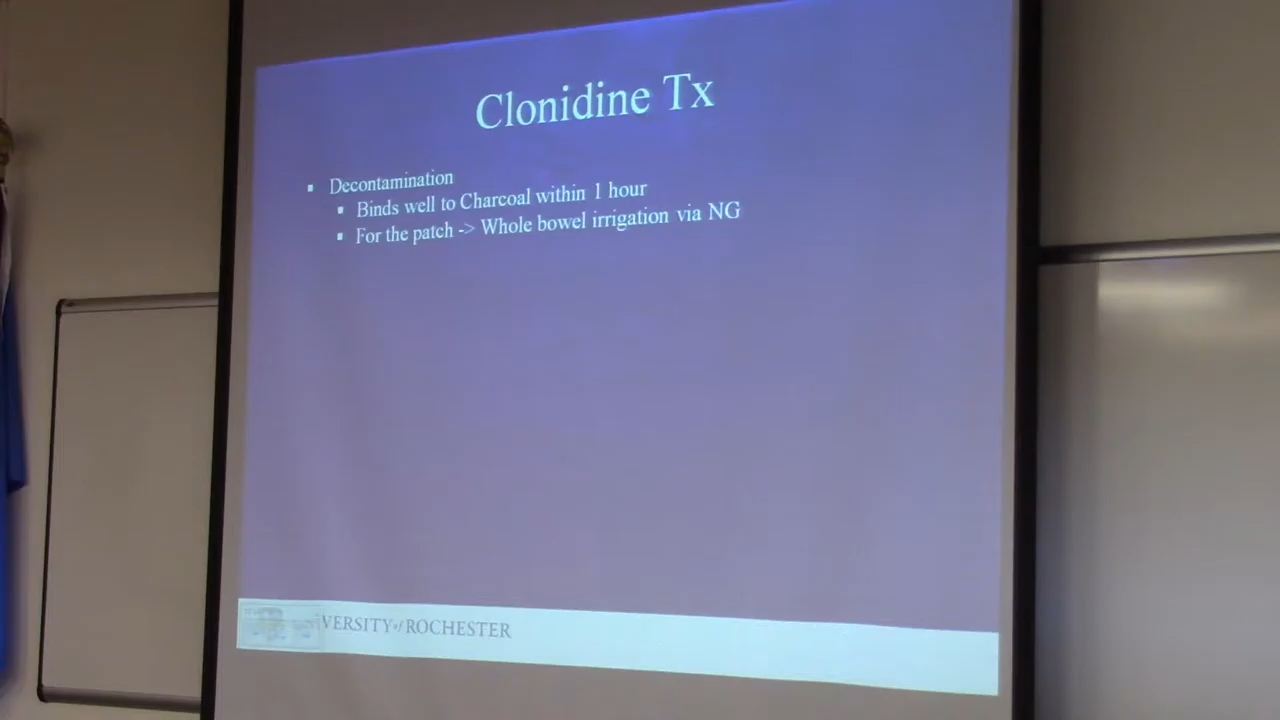 Clonidine Tx
▪ Decontamination
▪ Binds well to Charcoal within 1 hour
▪ For the patch -> Whole bowel irrigation via NG
VERSITY of ROCHESTER